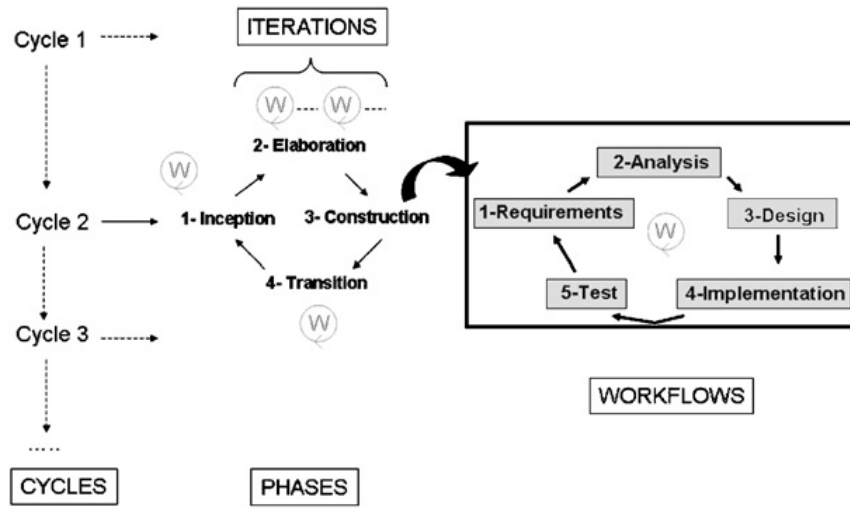 ITERATIONS
Cycle 1
W W
2- Elaboration
W
Cycle 2
1- Inception
3- Construction
4- Transition
W
Cycle 3
.....
CYCLES
PHASES
2-Analysis
1-Requirements
3-Design
W
5-Test
4-Implementation
WORKFLOWS